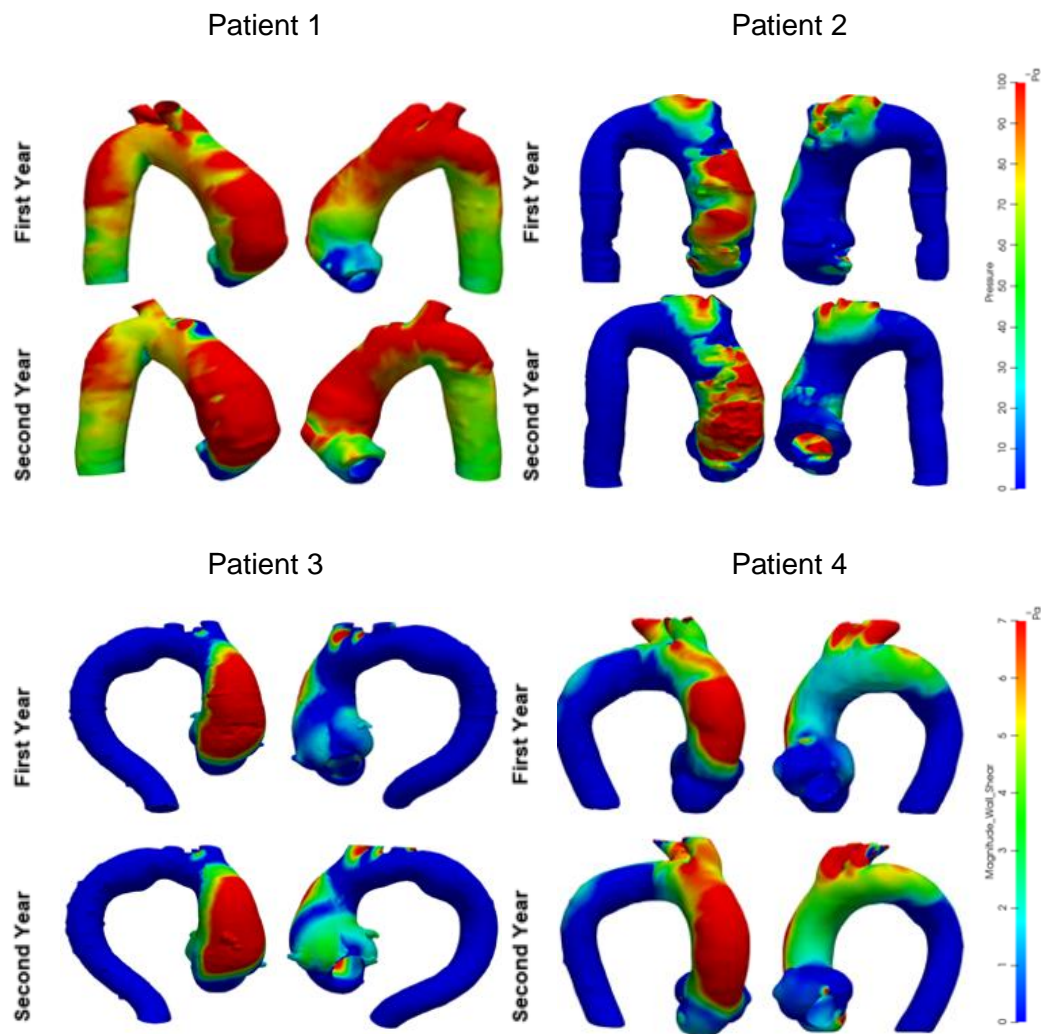 Patient 1
Patient 2
First Year
First Year
Second Year
Second Year
Pa
100
90
80
70
60
50
40
30
20
10
0
Pressure
Patient 3
Patient 4
First Year
First Year
Second Year
Second Year
Pa
7
6
5
4
3
2
1
0
Magnitude_Wall_Shear